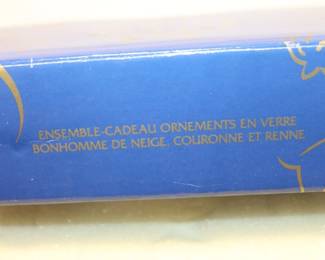 ENSEMBLE-CADEAU ORNEMENTS EN VERRE
BONHOMME DE NEIGE, COURONNE ET RENNE